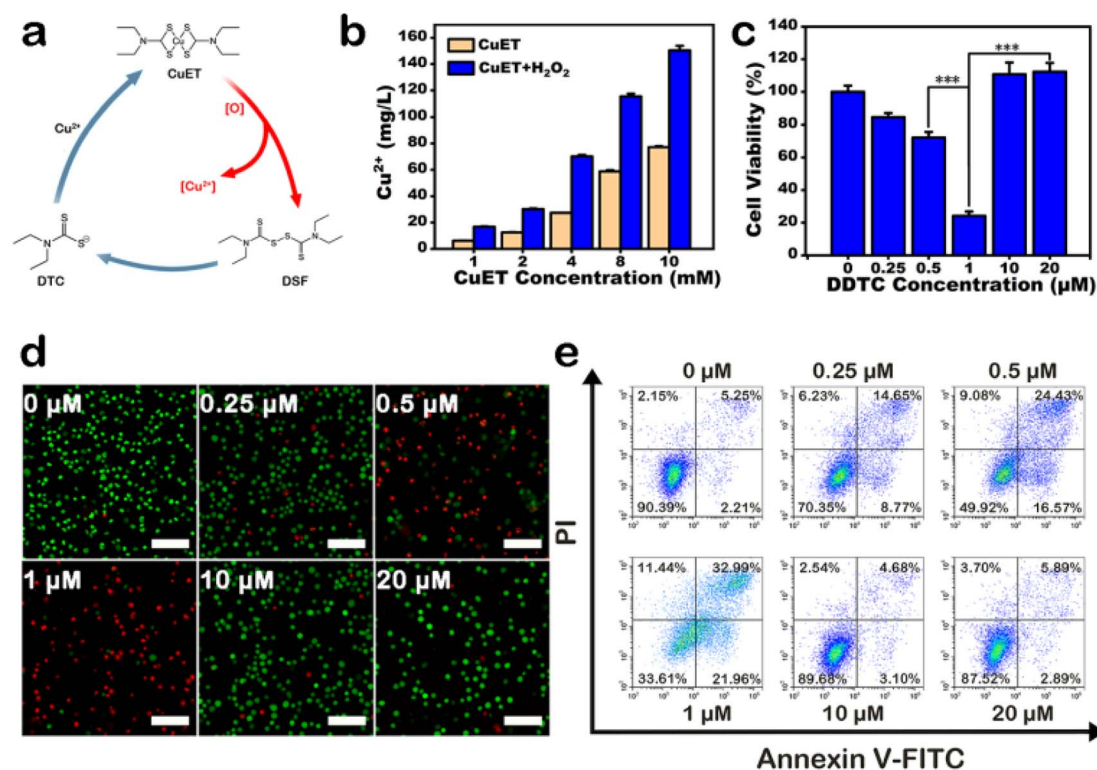 a
S
S
N
Cu
N
S
S
CuET
Cu²⁺
[O]
[Cu²⁺]
S
N
S⊖
DTC
S
N
S
S
N
S
DSF
b
CuET
CuET+H₂O₂
Cu²⁺ (mg/L)
160
140
120
100
80
60
40
20
0
1 2 4 8 10
CuET Concentration (mM)
c
Cell Viability (%)
140
120
100
80
60
40
20
0
***
***
0 0.25 0.5 1 10 20
DDTC Concentration (µM)
d
0 µM 0.25 µM 0.5 µM
1 µM 10 µM 20 µM
e
0 µM 0.25 µM 0.5 µM
2.15% 5.25% 6.23% 14.65% 9.08% 24.43%
90.39% 2.21% 70.35% 8.77% 49.92% 16.57%
11.44% 32.99% 2.54% 4.68% 3.70% 5.89%
33.61% 21.96% 89.68% 3.10% 87.52% 2.89%
1 µM 10 µM 20 µM
PI
Annexin V-FITC